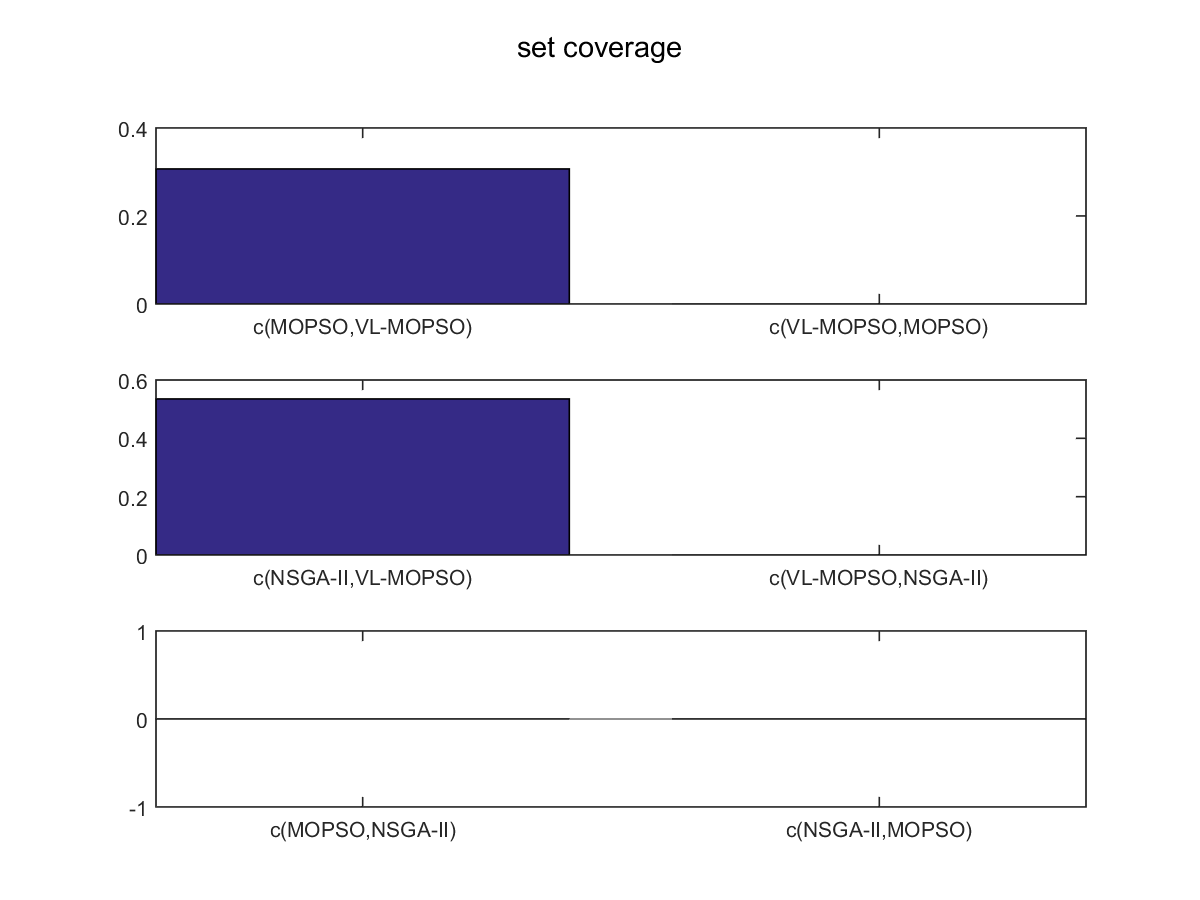 set coverage
0.4
0.2
0
c(MOPSO,VL-MOPSO) c(VL-MOPSO,MOPSO)
0.6
0.4
0.2
0
c(NSGA-II,VL-MOPSO) c(VL-MOPSO,NSGA-II)
1
0
-1
c(MOPSO,NSGA-II) c(NSGA-II,MOPSO)